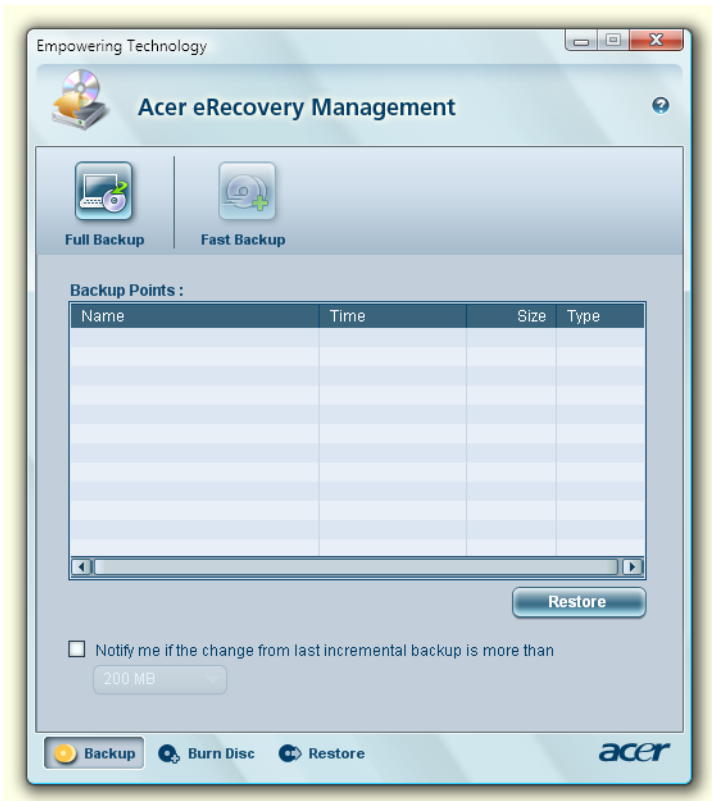 Empowering Technology
Acer eRecovery Management
Full Backup
Fast Backup
Backup Points :
Name Time Size Type
Restore
Notify me if the change from last incremental backup is more than
200 MB
Backup Burn Disc Restore acer